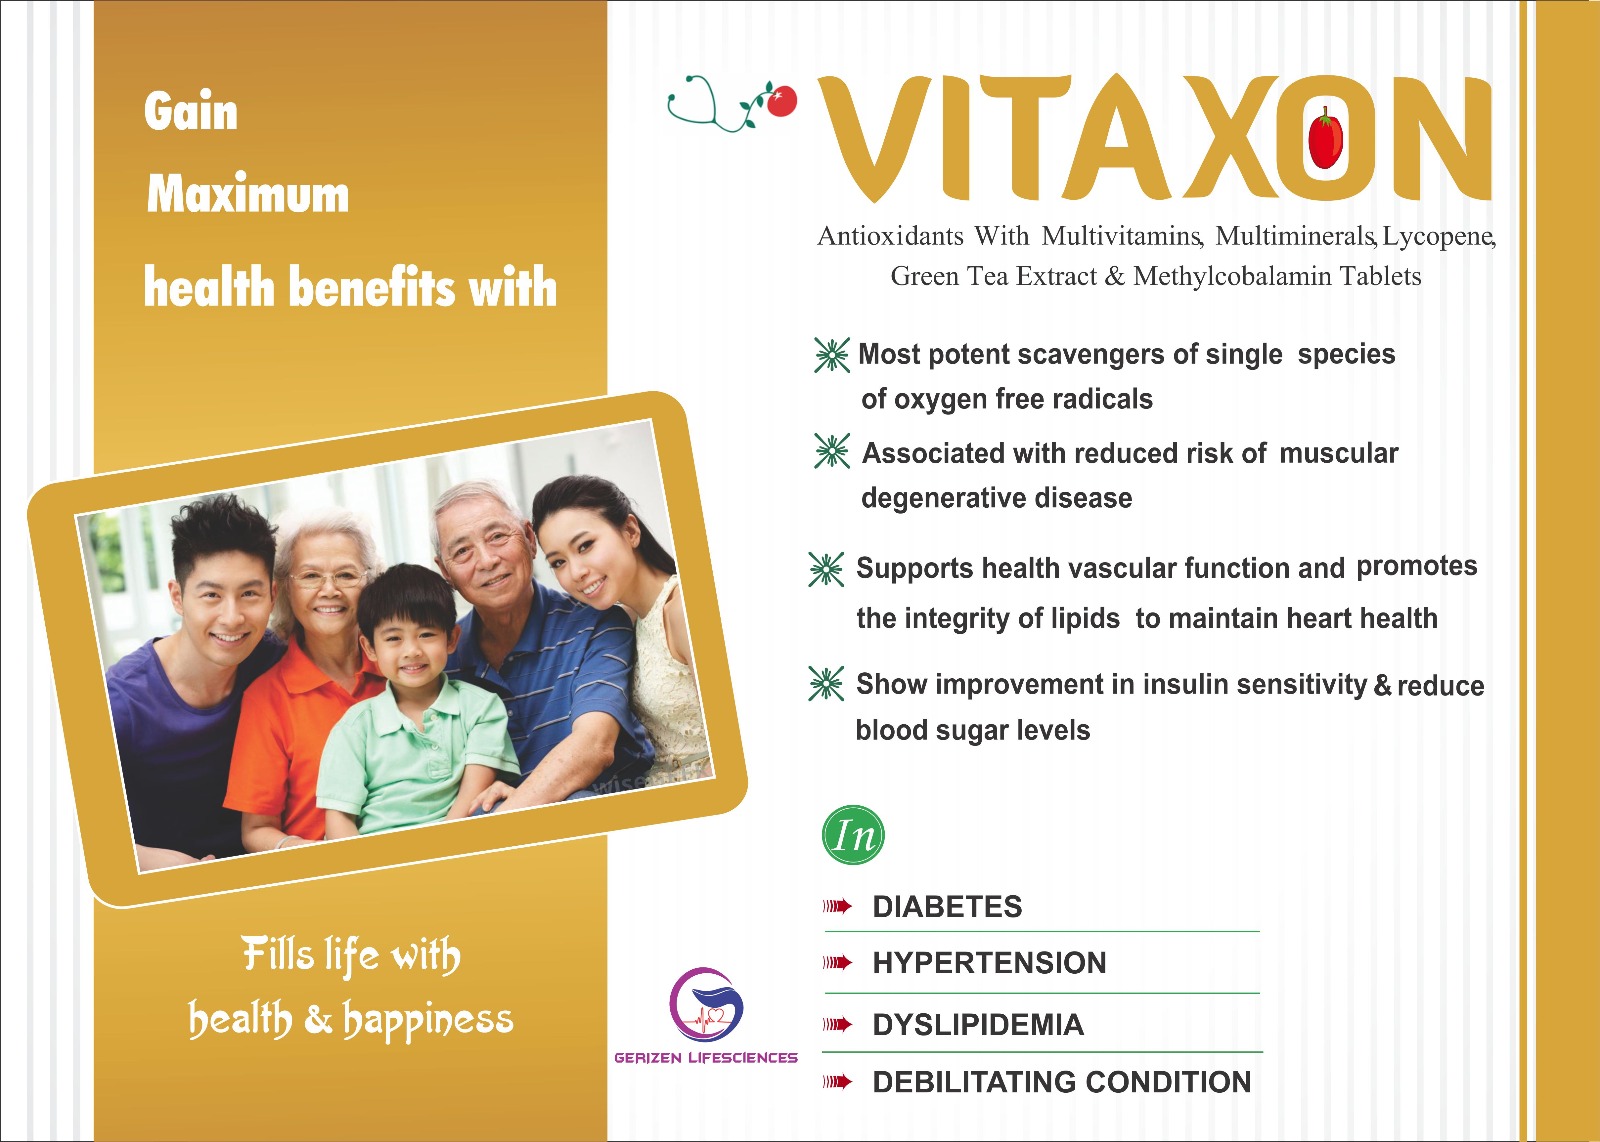 Gain
Maximum
health benefits with
Fills life with
health & happiness
VITAXON
Antioxidants With Multivitamins, Multiminerals, Lycopene,
Green Tea Extract & Methylcobalamin Tablets
Most potent scavengers of single species
of oxygen free radicals
Associated with reduced risk of muscular
degenerative disease
Supports health vascular function and promotes
the integrity of lipids to maintain heart health
Show improvement in insulin sensitivity & reduce
blood sugar levels
In
DIABETES
HYPERTENSION
DYSLIPIDEMIA
DEBILITATING CONDITION
GERIZEN LIFESCIENCES